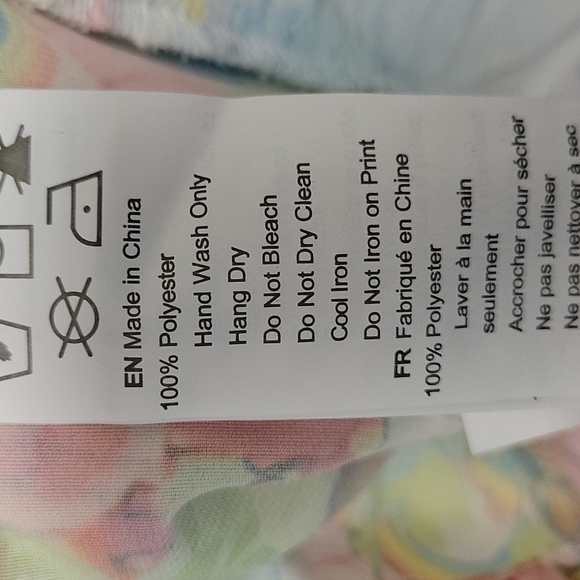 EN Made in China
100% Polyester
Hand Wash Only
Hang Dry
Do Not Bleach
Do Not Dry Clean
Cool Iron
Do Not Iron on Print
FR Fabriqué en Chine
100% Polyester
Laver à la main
seulement
Accrocher pour sécher
Ne pas javelliser
Ne pas nettoyer à sec